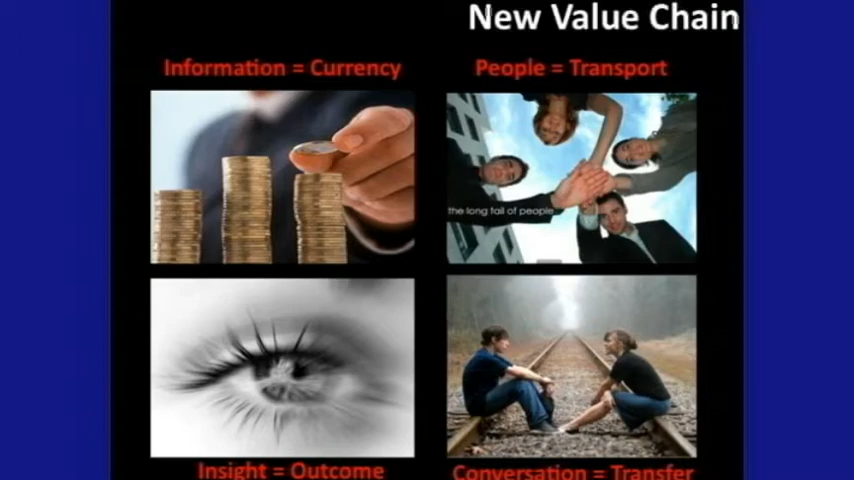 New Value Chain
Information = Currency
People = Transport
the long tail of people
Insight = Outcome
Conversation = Transfer